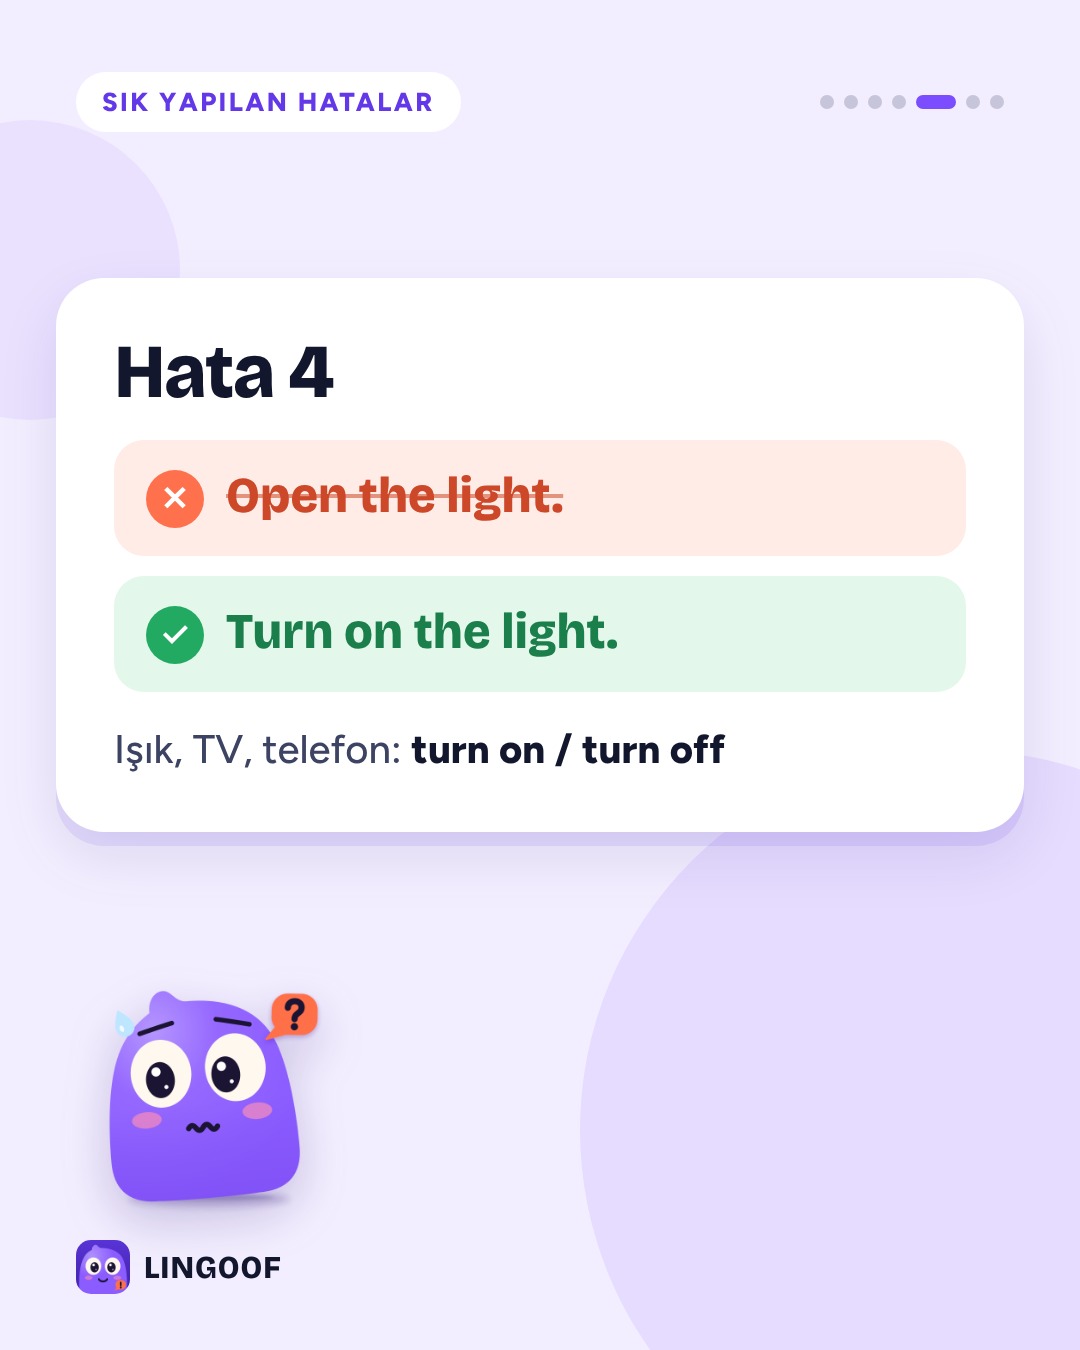 SIK YAPILAN HATALAR
Hata 4
Open the light.
Turn on the light.
Işık, TV, telefon: turn on / turn off
?
LINGOOF